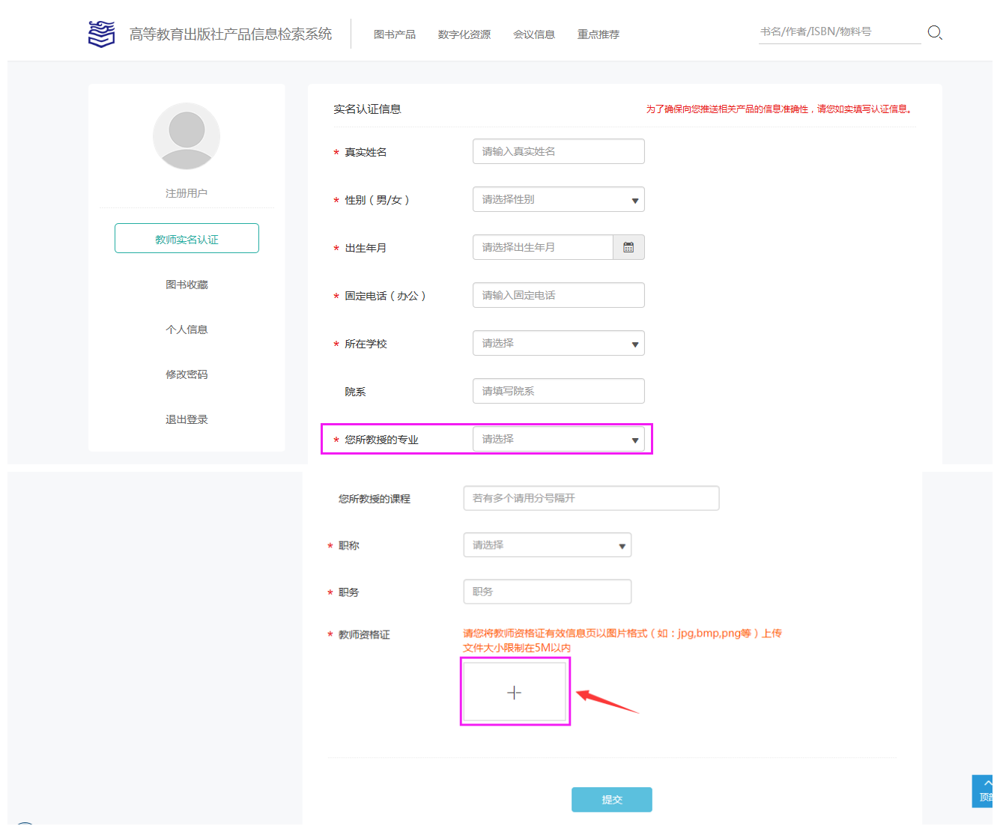 高等教育出版社产品信息检索系统
图书产品 数字化资源 会议信息 重点推荐
书名/作者/ISBN/物料号
注册用户
教师实名认证
图书收藏
个人信息
修改密码
退出登录
实名认证信息 为了确保向您推送相关产品的信息准确性，请您如实填写认证信息。
* 真实姓名 请输入真实姓名
* 性别（男/女） 请选择性别
* 出生年月 请选择出生年月
* 固定电话（办公） 请输入固定电话
* 所在学校 请选择
院系 请填写院系
* 您所教授的专业 请选择
您所教授的课程 若有多个请用分号隔开
* 职称 请选择
* 职务 职务
* 教师资格证 请您将教师资格证有效信息页以图片格式（如：jpg,bmp,png等）上传
文件大小限制在5M以内
提交
顶部